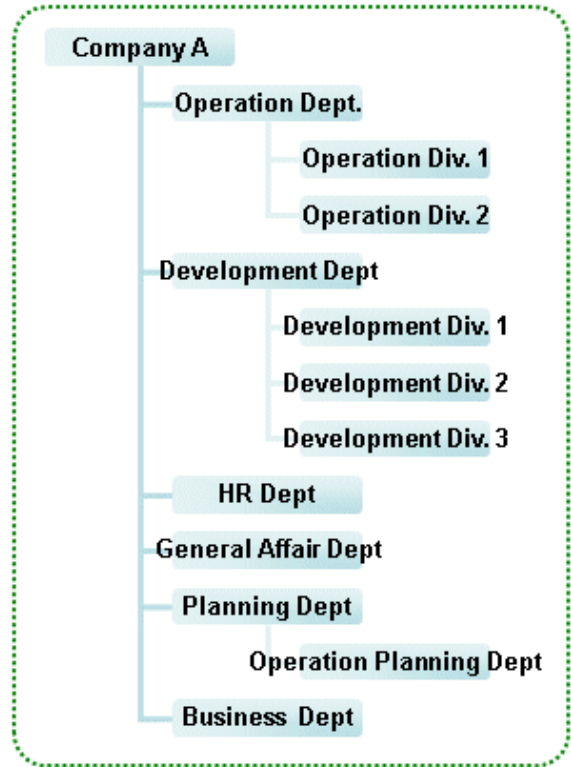 Company A
Operation Dept.
Operation Div. 1
Operation Div. 2
Development Dept
Development Div. 1
Development Div. 2
Development Div. 3
HR Dept
General Affair Dept
Planning Dept
Operation Planning Dept
Business Dept